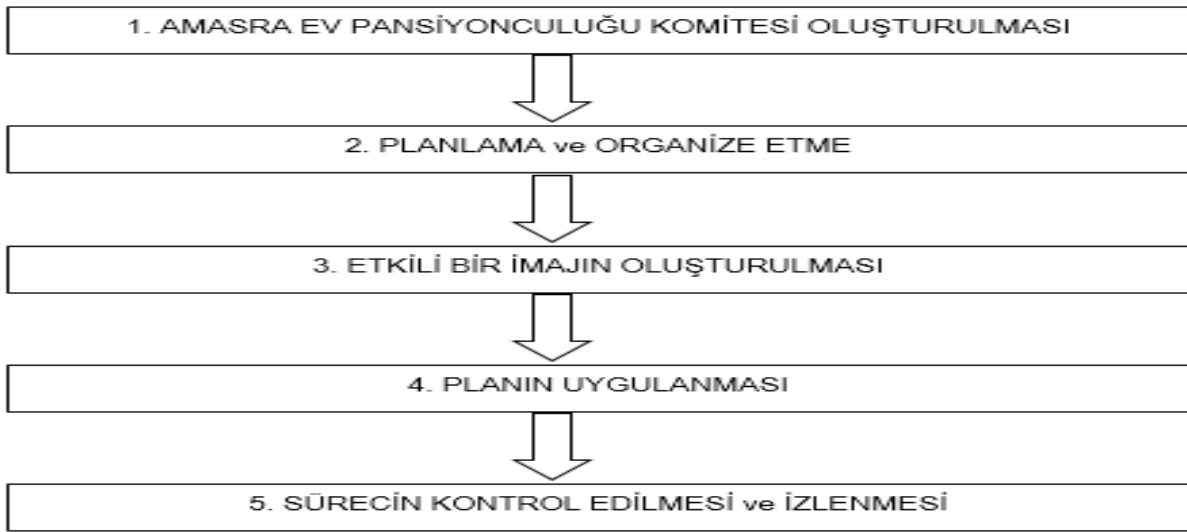 1. AMASRA EV PANSİYONCULUĞU KOMİTESİ OLUŞTURULMASI
2. PLANLAMA ve ORGANİZE ETME
3. ETKİLİ BİR İMAJIN OLUŞTURULMASI
4. PLANIN UYGULANMASI
5. SÜRECİN KONTROL EDİLMESİ ve İZLENMESİ